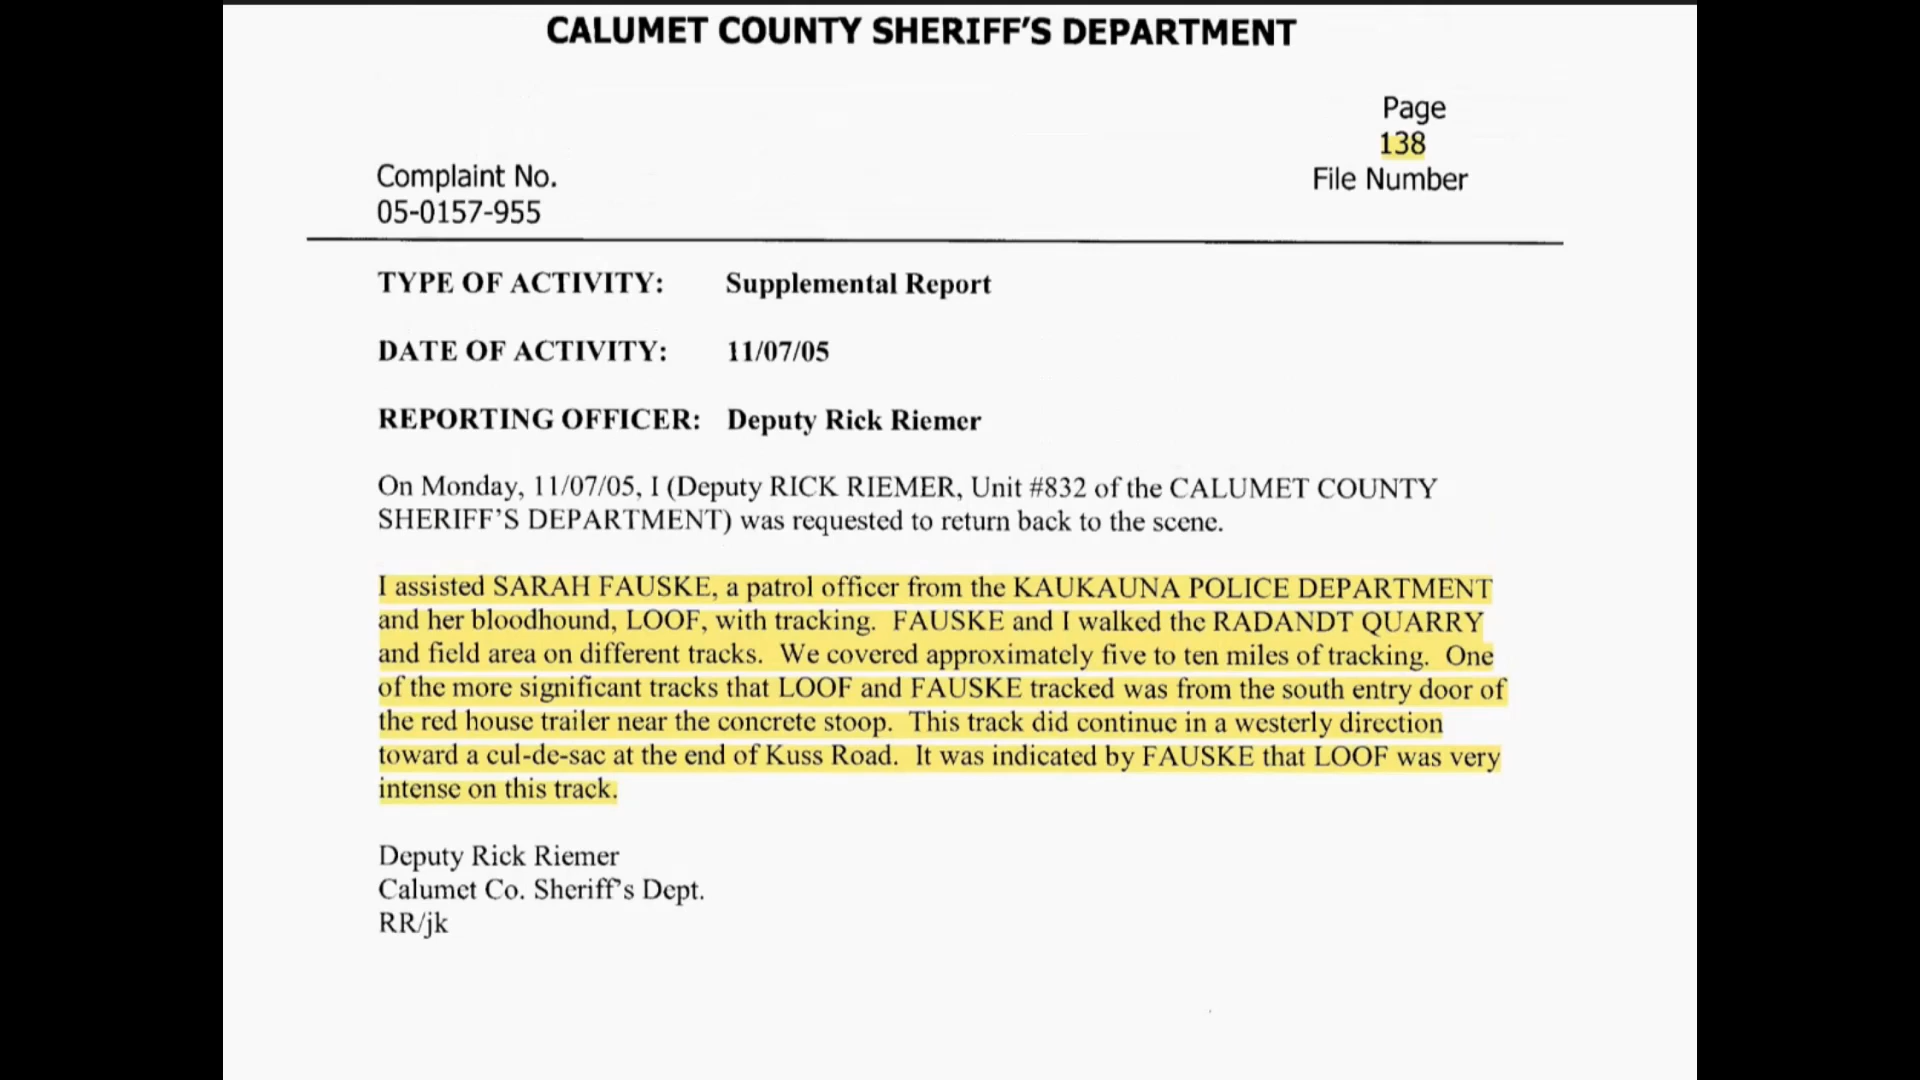 CALUMET COUNTY SHERIFF'S DEPARTMENT
Page
138
Complaint No.
File Number
05-0157-955
TYPE OF ACTIVITY: Supplemental Report
DATE OF ACTIVITY: 11/07/05
REPORTING OFFICER: Deputy Rick Riemer
On Monday, 11/07/05, I (Deputy RICK RIEMER, Unit #832 of the CALUMET COUNTY
SHERIFF'S DEPARTMENT) was requested to return back to the scene.
I assisted SARAH FAUSKE, a patrol officer from the KAUKAUNA POLICE DEPARTMENT
and her bloodhound, LOOF, with tracking. FAUSKE and I walked the RADANDT QUARRY
and field area on different tracks. We covered approximately five to ten miles of tracking. One
of the more significant tracks that LOOF and FAUSKE tracked was from the south entry door of
the red house trailer near the concrete stoop. This track did continue in a westerly direction
toward a cul-de-sac at the end of Kuss Road. It was indicated by FAUSKE that LOOF was very
intense on this track.
Deputy Rick Riemer
Calumet Co. Sheriff's Dept.
RR/jk